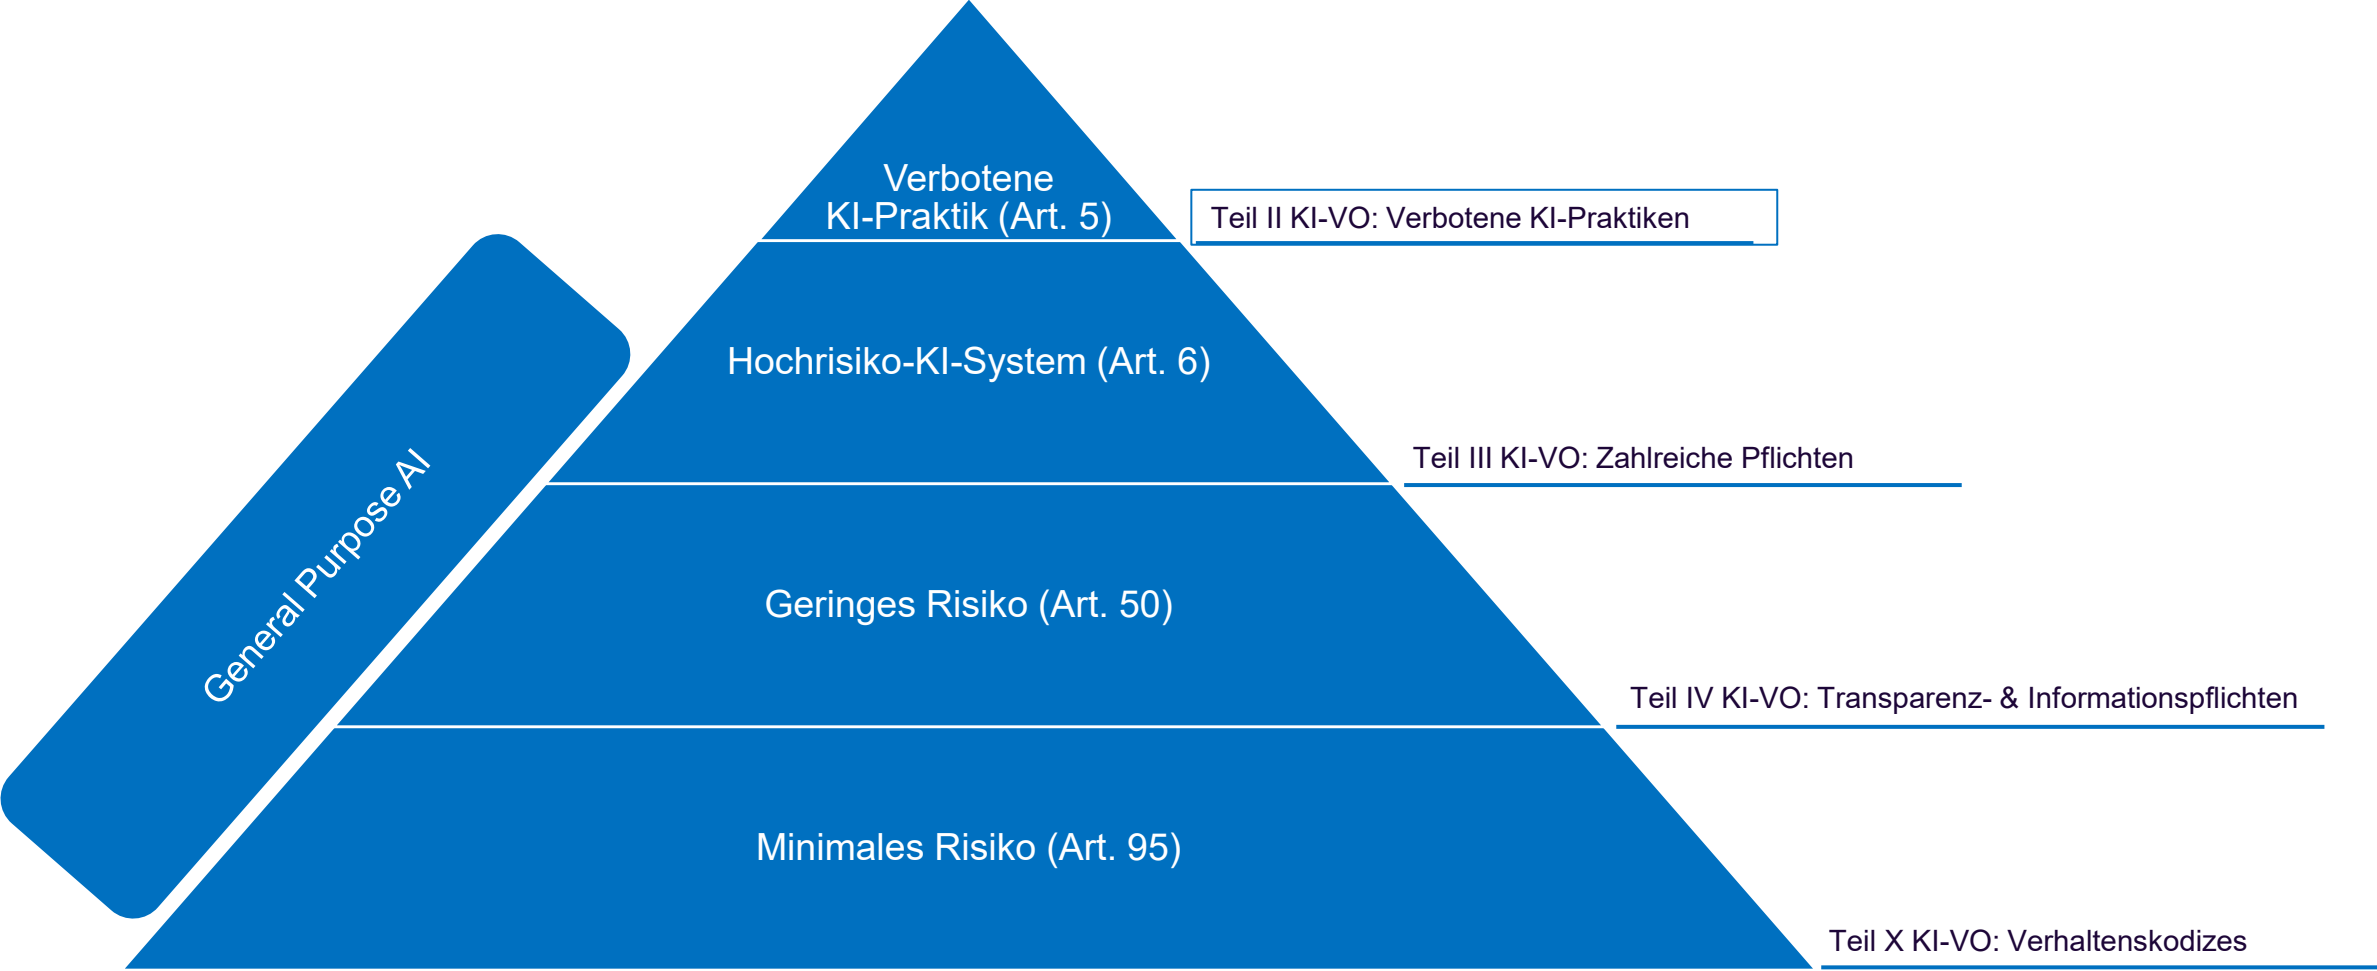 Verbotene
KI-Praktik (Art. 5)
Teil II KI-VO: Verbotene KI-Praktiken
Hochrisiko-KI-System (Art. 6)
Teil III KI-VO: Zahlreiche Pflichten
General Purpose AI
Geringes Risiko (Art. 50)
Teil IV KI-VO: Transparenz- & Informationspflichten
Minimales Risiko (Art. 95)
Teil X KI-VO: Verhaltenskodizes